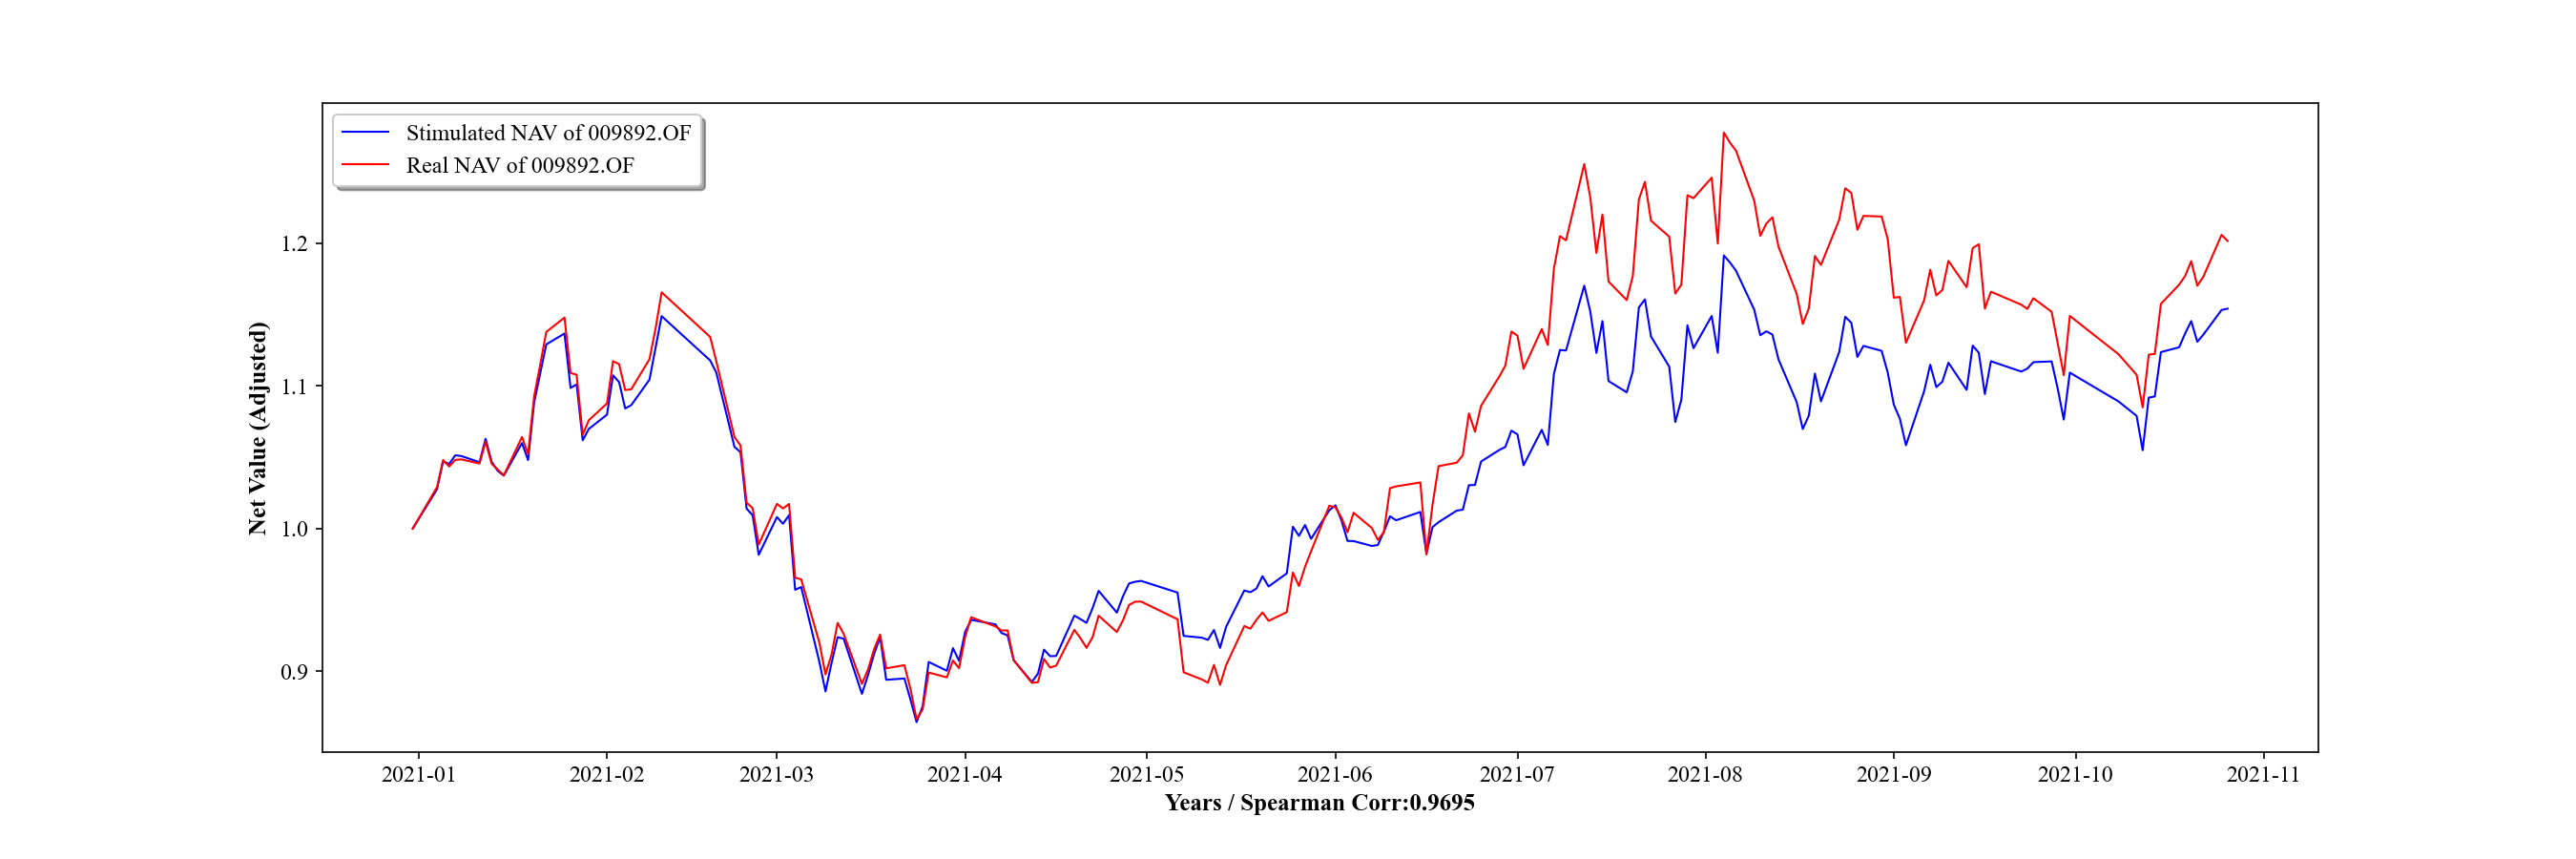 Stimulated NAV of 009892.OF
Real NAV of 009892.OF
Net Value (Adjusted)
1.2
1.1
1.0
0.9
2021-01 2021-02 2021-03 2021-04 2021-05 2021-06 2021-07 2021-08 2021-09 2021-10 2021-11
Years / Spearman Corr:0.9695